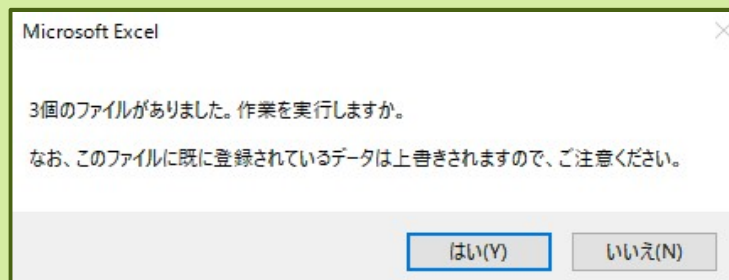 Microsoft Excel
3個のファイルがありました。作業を実行しますか。
なお、このファイルに既に登録されているデータは上書きされますので、ご注意ください。
はい(Y)
いいえ(N)